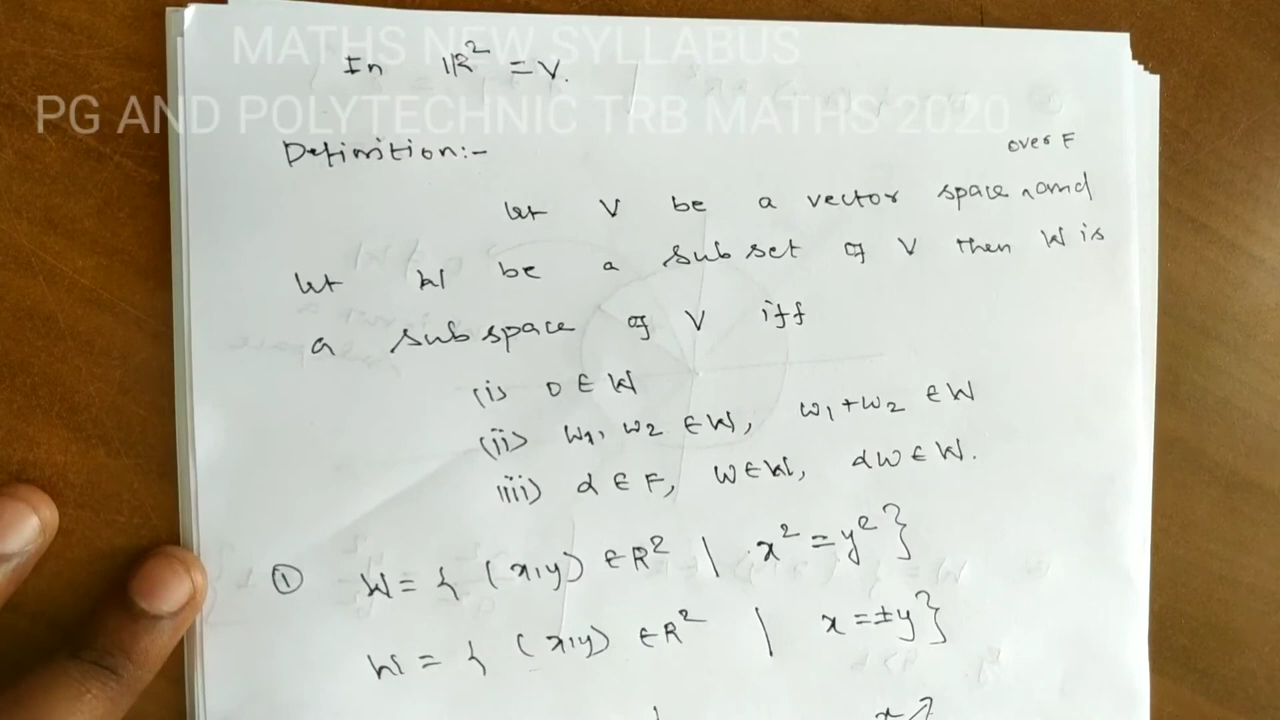 MATHS NEW SYLLABUS
In ℝ² = V.
PG AND POLYTECHNIC TRB MATHS 2020
Definition:-
over F
let V be a vector space ^ and
let W be a subset of V then W is
a subspace of V iff
(i) 0 ∈ W
(ii) w₁, w₂ ∈ W, w₁ + w₂ ∈ W
(iii) α ∈ F, w ∈ W, αw ∈ W.
① W = { (x,y) ∈ R² | x² = y² }
W = { (x,y) ∈ R² | x = ±y }